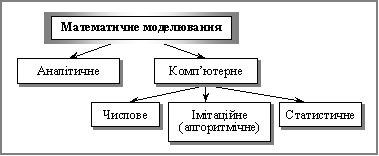 Математичне моделювання
Аналітичне
Комп’ютерне
Числове
Імітаційне
(алгоритмічне)
Статистичне